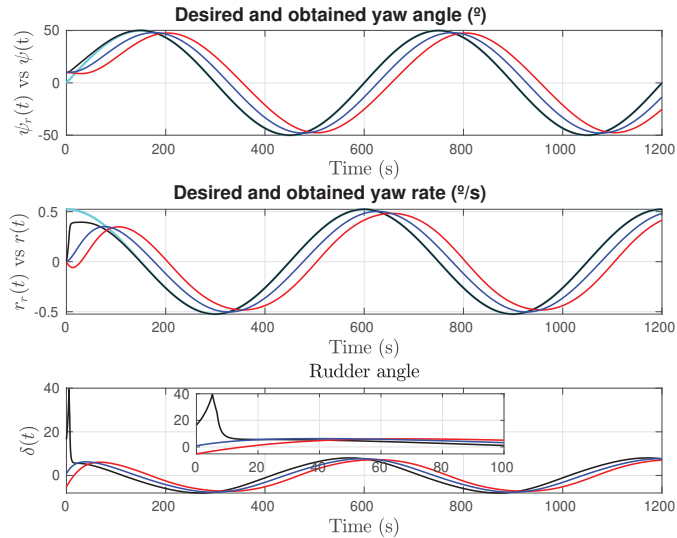 Desired and obtained yaw angle (º)
ψr(t) vs ψ(t)
50
0
-50
0 200 400 600 800 1000 1200
Time (s)
Desired and obtained yaw rate (º/s)
rr(t) vs r(t)
0.5
0
-0.5
0 200 400 600 800 1000 1200
Time (s)
Rudder angle
δ(t)
40
20
0
40
20
0
0 20 40 60 80 100
0 200 400 600 800 1000 1200
Time (s)